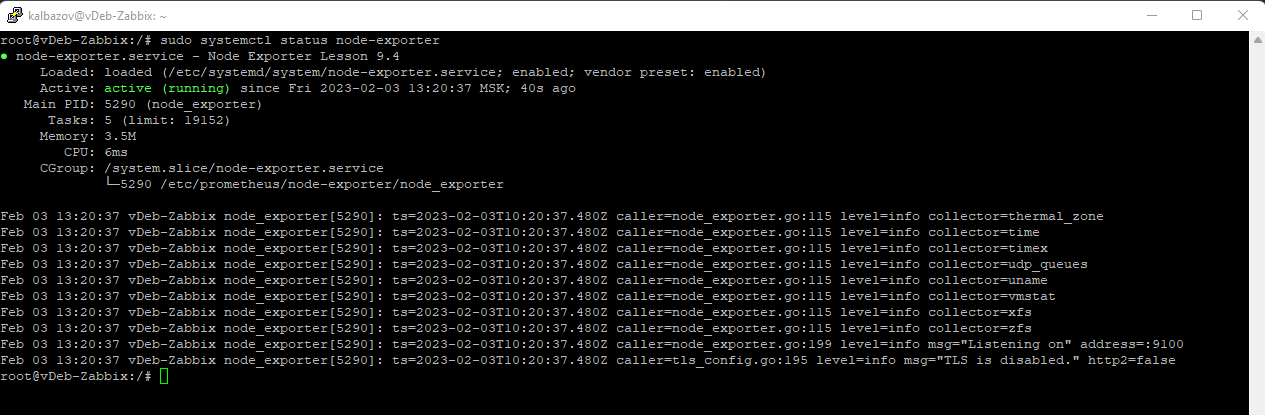 kalbazov@vDeb-Zabbix: ~
root@vDeb-Zabbix:/# sudo systemctl status node-exporter
● node-exporter.service - Node Exporter Lesson 9.4
     Loaded: loaded (/etc/systemd/system/node-exporter.service; enabled; vendor preset: enabled)
     Active: active (running) since Fri 2023-02-03 13:20:37 MSK; 40s ago
   Main PID: 5290 (node_exporter)
      Tasks: 5 (limit: 19152)
     Memory: 3.5M
        CPU: 6ms
     CGroup: /system.slice/node-exporter.service
             └─5290 /etc/prometheus/node-exporter/node_exporter
Feb 03 13:20:37 vDeb-Zabbix node_exporter[5290]: ts=2023-02-03T10:20:37.480Z caller=node_exporter.go:115 level=info collector=thermal_zone
Feb 03 13:20:37 vDeb-Zabbix node_exporter[5290]: ts=2023-02-03T10:20:37.480Z caller=node_exporter.go:115 level=info collector=time
Feb 03 13:20:37 vDeb-Zabbix node_exporter[5290]: ts=2023-02-03T10:20:37.480Z caller=node_exporter.go:115 level=info collector=timex
Feb 03 13:20:37 vDeb-Zabbix node_exporter[5290]: ts=2023-02-03T10:20:37.480Z caller=node_exporter.go:115 level=info collector=udp_queues
Feb 03 13:20:37 vDeb-Zabbix node_exporter[5290]: ts=2023-02-03T10:20:37.480Z caller=node_exporter.go:115 level=info collector=uname
Feb 03 13:20:37 vDeb-Zabbix node_exporter[5290]: ts=2023-02-03T10:20:37.480Z caller=node_exporter.go:115 level=info collector=vmstat
Feb 03 13:20:37 vDeb-Zabbix node_exporter[5290]: ts=2023-02-03T10:20:37.480Z caller=node_exporter.go:115 level=info collector=xfs
Feb 03 13:20:37 vDeb-Zabbix node_exporter[5290]: ts=2023-02-03T10:20:37.480Z caller=node_exporter.go:115 level=info collector=zfs
Feb 03 13:20:37 vDeb-Zabbix node_exporter[5290]: ts=2023-02-03T10:20:37.480Z caller=node_exporter.go:199 level=info msg="Listening on" address=:9100
Feb 03 13:20:37 vDeb-Zabbix node_exporter[5290]: ts=2023-02-03T10:20:37.480Z caller=tls_config.go:195 level=info msg="TLS is disabled." http2=false
root@vDeb-Zabbix:/#